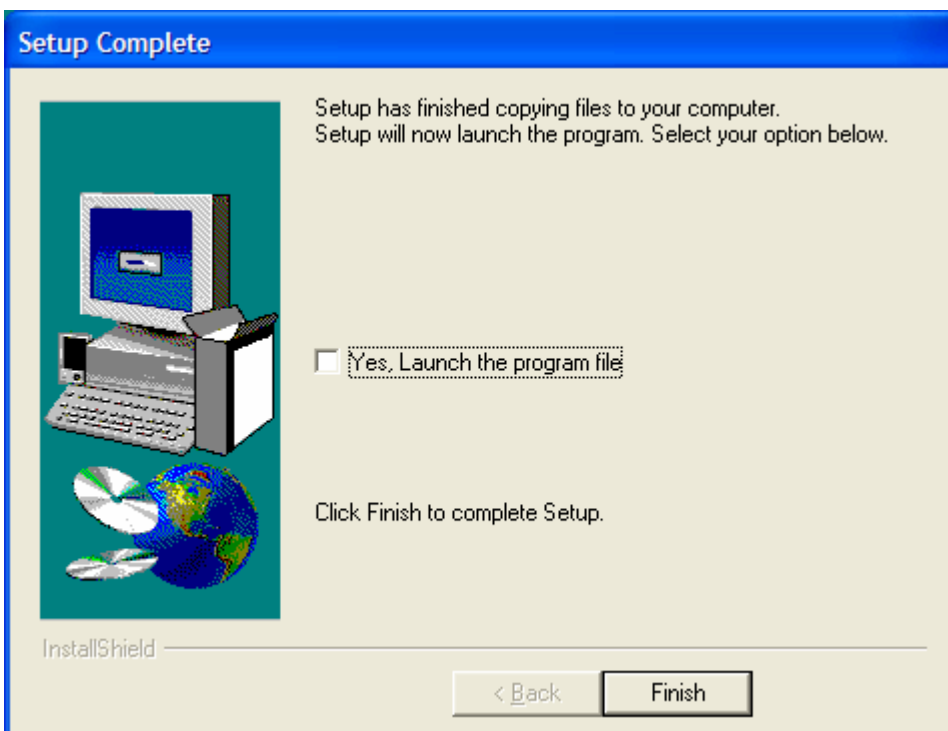 Setup Complete
Setup has finished copying files to your computer.
Setup will now launch the program. Select your option below.
Yes, Launch the program file
Click Finish to complete Setup.
InstallShield
< Back
Finish